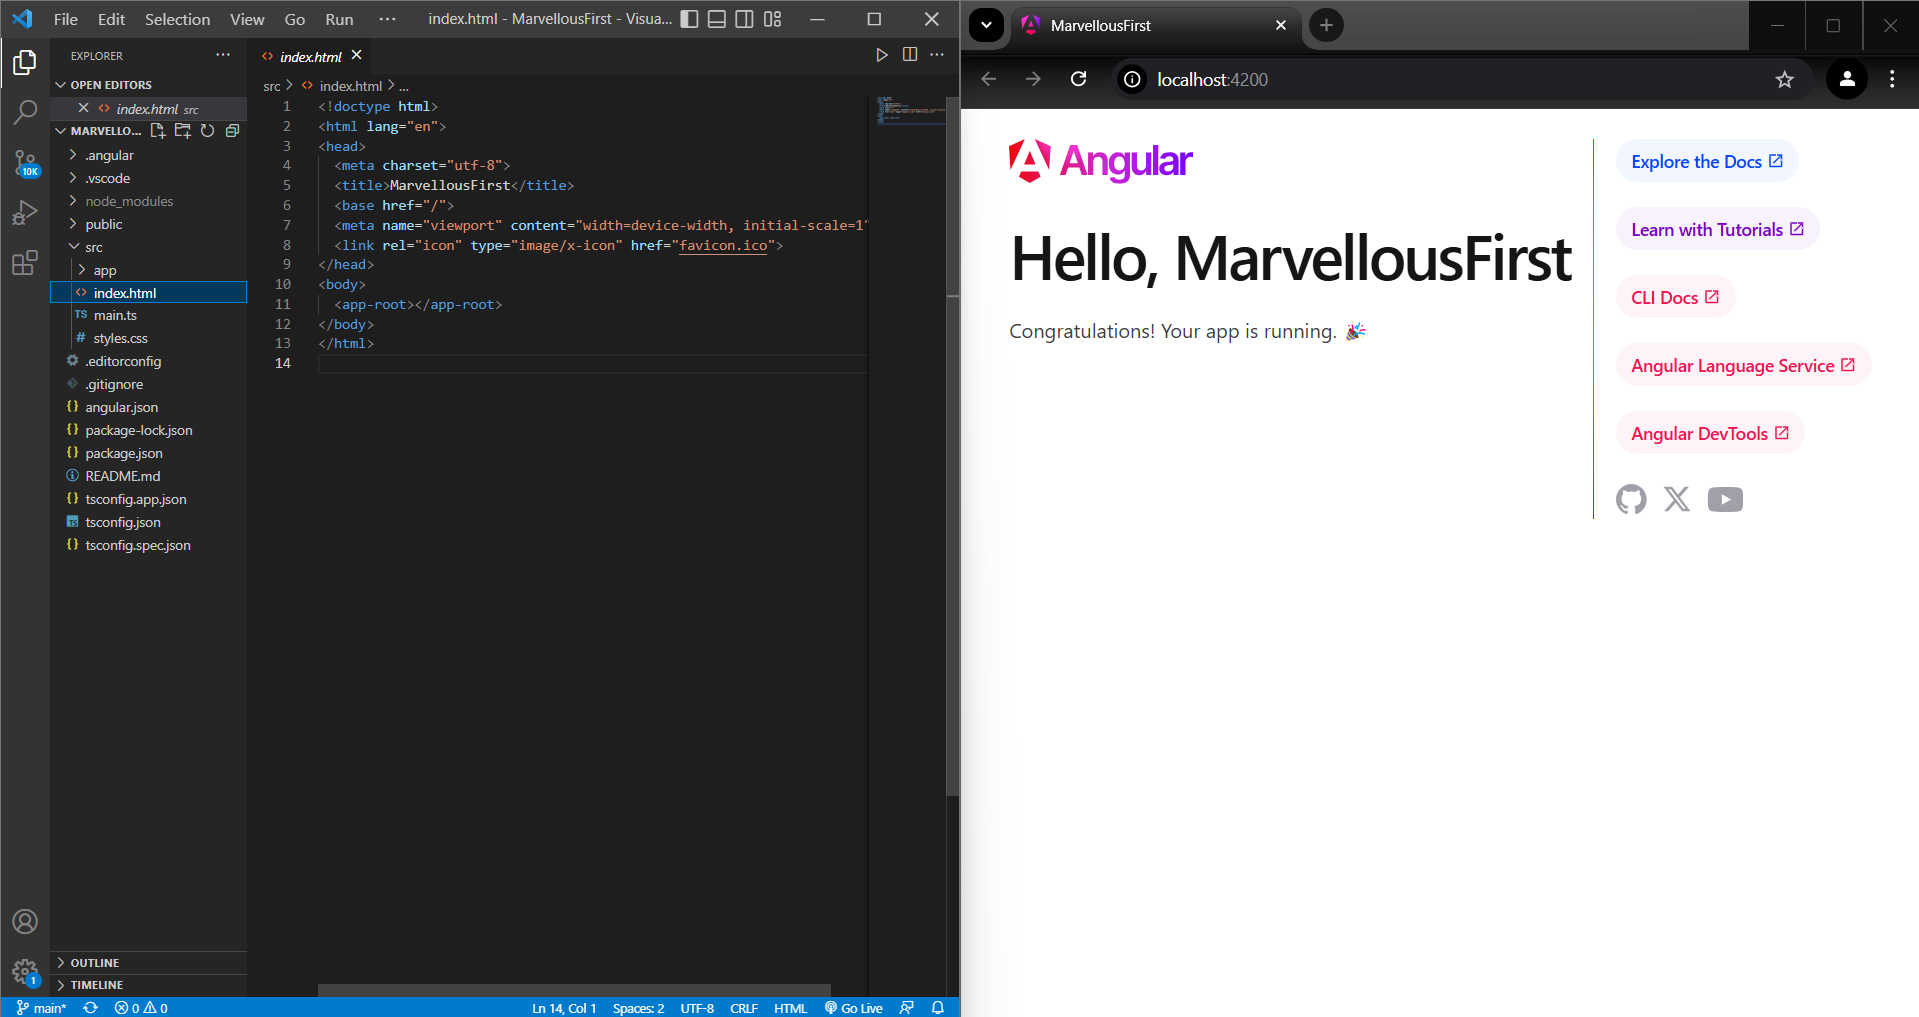 File Edit Selection View Go Run ··· index.html - MarvellousFirst - Visua...
EXPLORER
OPEN EDITORS
index.html src
MARVELLO...
.angular
.vscode
node_modules
public
src
app
index.html
TS main.ts
# styles.css
.editorconfig
.gitignore
{} angular.json
{} package-lock.json
{} package.json
README.md
{} tsconfig.app.json
TS tsconfig.json
{} tsconfig.spec.json
OUTLINE
TIMELINE
10K
1
index.html
src > index.html > ...
1 <!doctype html>
2 <html lang="en">
3 <head>
4 <meta charset="utf-8">
5 <title>MarvellousFirst</title>
6 <base href="/">
7 <meta name="viewport" content="width=device-width, initial-scale=1"
8 <link rel="icon" type="image/x-icon" href="favicon.ico">
9 </head>
10 <body>
11 <app-root></app-root>
12 </body>
13 </html>
14
main* 0 0 Ln 14, Col 1 Spaces: 2 UTF-8 CRLF HTML Go Live
MarvellousFirst
localhost:4200
Angular
Hello, MarvellousFirst
Congratulations! Your app is running. 🎉
Explore the Docs
Learn with Tutorials
CLI Docs
Angular Language Service
Angular DevTools